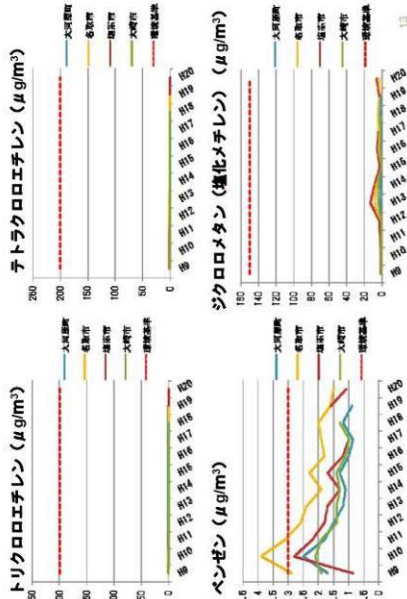 トリクロロエチレン (μg/m³)
大河原町
名取市
塩釜市
大崎市
環境基準
H9 H10 H11 H12 H13 H14 H15 H16 H17 H18 H19 H20
テトラクロロエチレン (μg/m³)
250
200
150
100
50
0
大河原町
名取市
塩釜市
大崎市
環境基準
H9 H10 H11 H12 H13 H14 H15 H16 H17 H18 H19 H20
ベンゼン (μg/m³)
4
3
2
1
0
大河原町
名取市
塩釜市
大崎市
環境基準
H9 H10 H11 H12 H13 H14 H15 H16 H17 H18 H19 H20
ジクロロメタン (塩化メチレン) (μg/m³)
180
160
140
120
100
80
60
40
20
0
大河原町
名取市
塩釜市
大崎市
環境基準
H9 H10 H11 H12 H13 H14 H15 H16 H17 H18 H19 H20
13